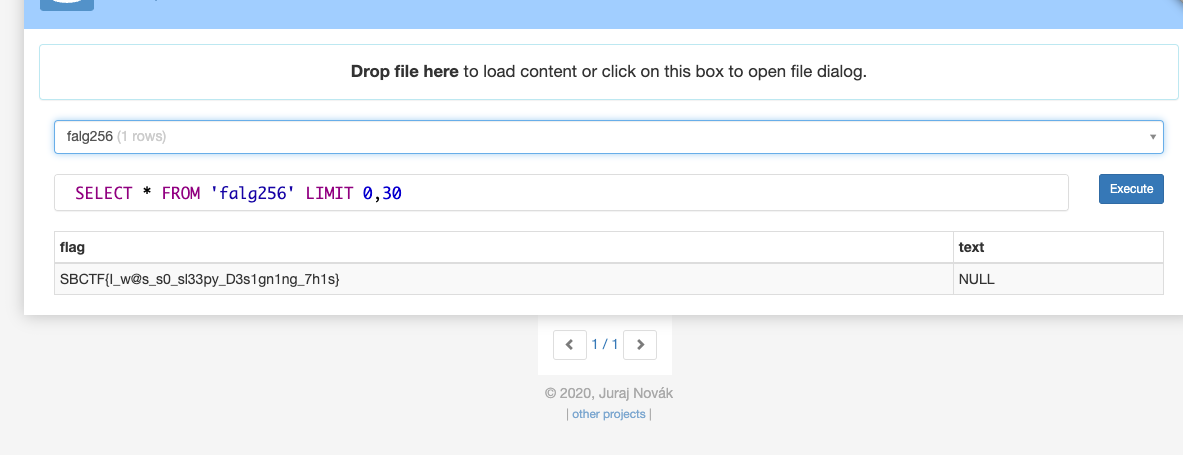 Drop file here to load content or click on this box to open file dialog.
falg256 (1 rows)
SELECT * FROM 'falg256' LIMIT 0,30
Execute
flag text
SBCTF{I_w@s_s0_sl33py_D3s1gn1ng_7h1s} NULL
1 / 1
© 2020, Juraj Novák
| other projects |